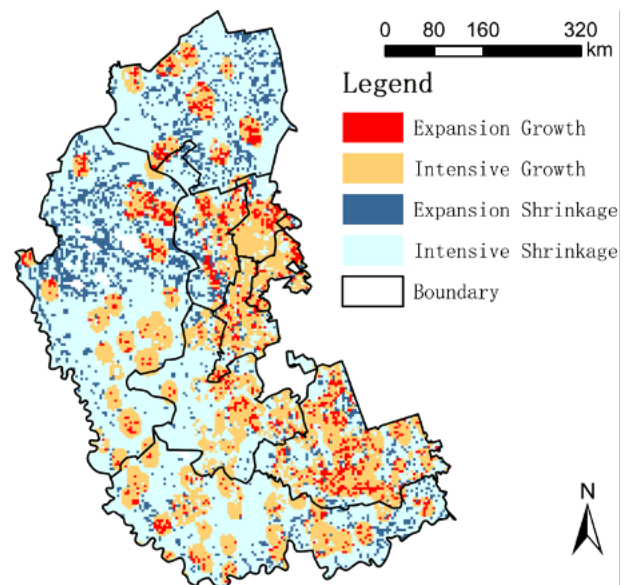 0 80 160 320
km
Legend
Expansion Growth
Intensive Growth
Expansion Shrinkage
Intensive Shrinkage
Boundary
N